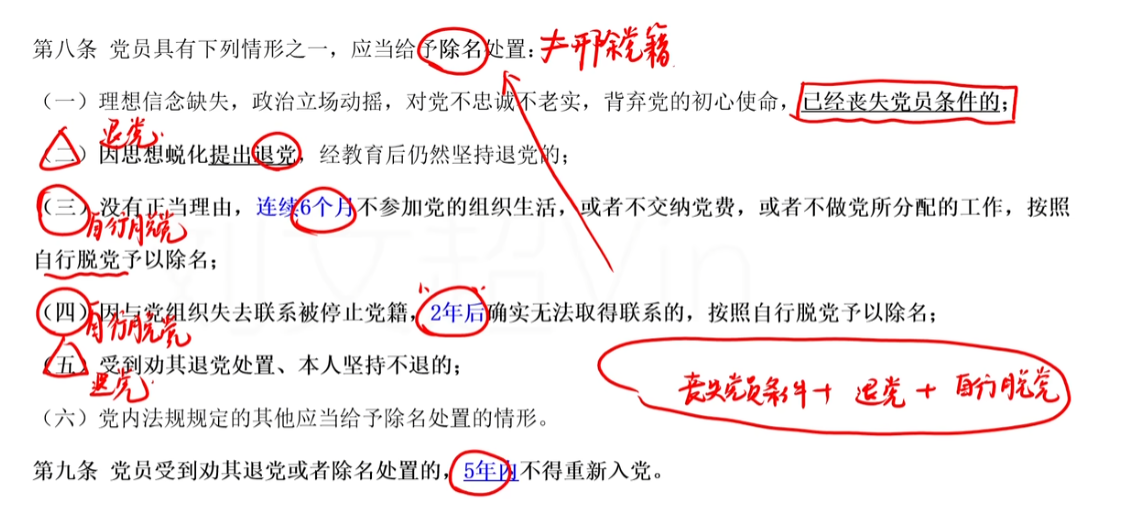 第八条 党员具有下列情形之一，应当给予除名处置：≠开除党籍
（一）理想信念缺失，政治立场动摇，对党不忠诚不老实，背弃党的初心使命，已经丧失党员条件的；
退党
（二）因思想蜕化提出退党，经教育后仍然坚持退党的；
（三）没有正当理由，连续6个月不参加党的组织生活，或者不交纳党费，或者不做党所分配的工作，按照
自行脱党
自行脱党予以除名；
（四）因与党组织失去联系被停止党籍，2年后确实无法取得联系的，按照自行脱党予以除名；
自行脱党
（五）受到劝其退党处置、本人坚持不退的；
退党
丧失党员条件+ 退党 + 自行脱党
（六）党内法规规定的其他应当给予除名处置的情形。
第九条 党员受到劝其退党或者除名处置的，5年内不得重新入党。